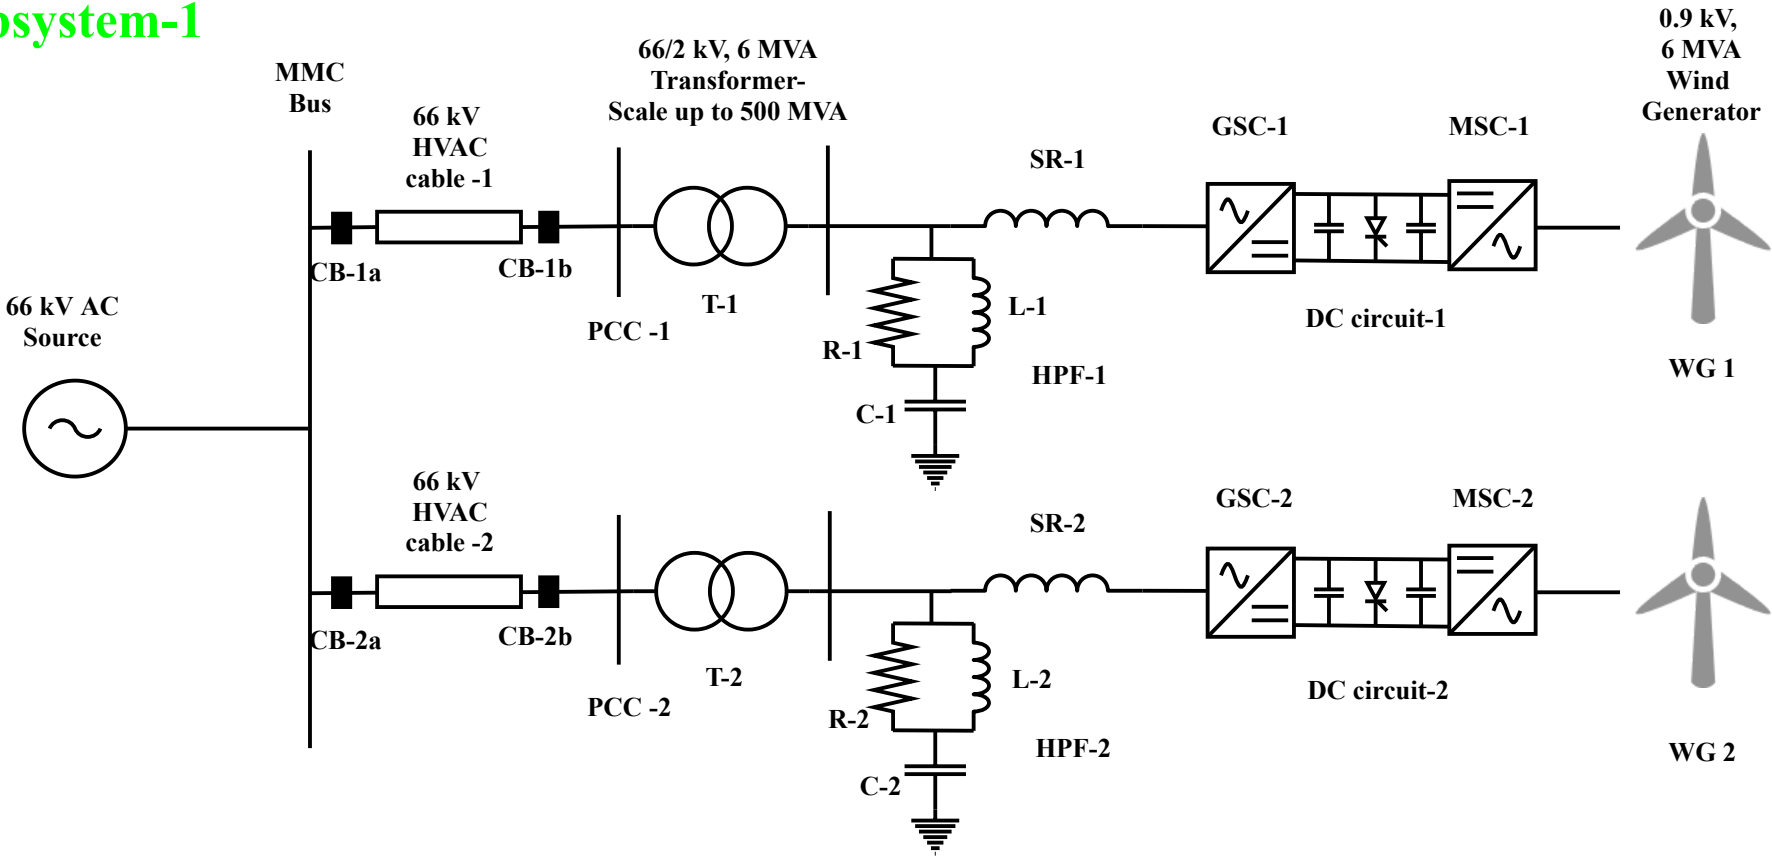 osystem-1
MMC
Bus
66 kV
HVAC
cable -1
66/2 kV, 6 MVA
Transformer-
Scale up to 500 MVA
SR-1
GSC-1
MSC-1
0.9 kV,
6 MVA
Wind
Generator
CB-1a
CB-1b
PCC -1
T-1
R-1
L-1
HPF-1
C-1
DC circuit-1
WG 1
66 kV AC
Source
66 kV
HVAC
cable -2
SR-2
GSC-2
MSC-2
CB-2a
CB-2b
PCC -2
T-2
R-2
L-2
HPF-2
C-2
DC circuit-2
WG 2